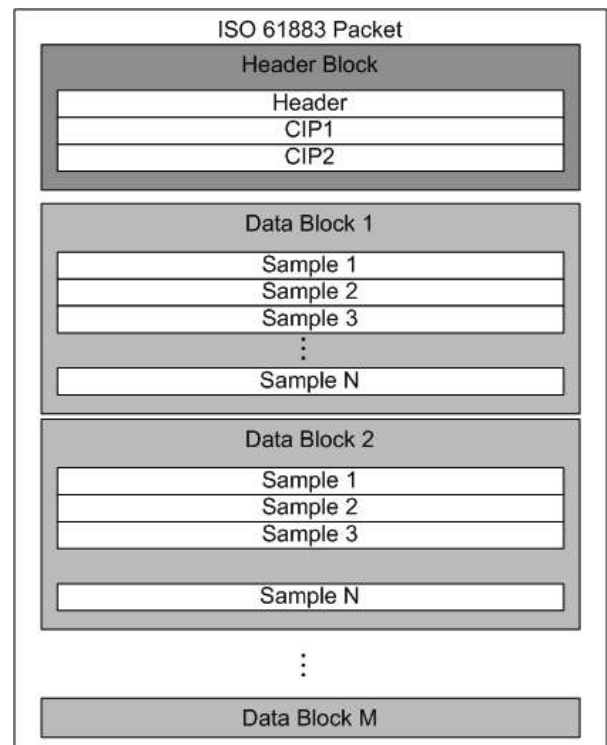 ISO 61883 Packet
Header Block
Header
CIP1
CIP2
Data Block 1
Sample 1
Sample 2
Sample 3
⋮
Sample N
Data Block 2
Sample 1
Sample 2
Sample 3
Sample N
⋮
Data Block M